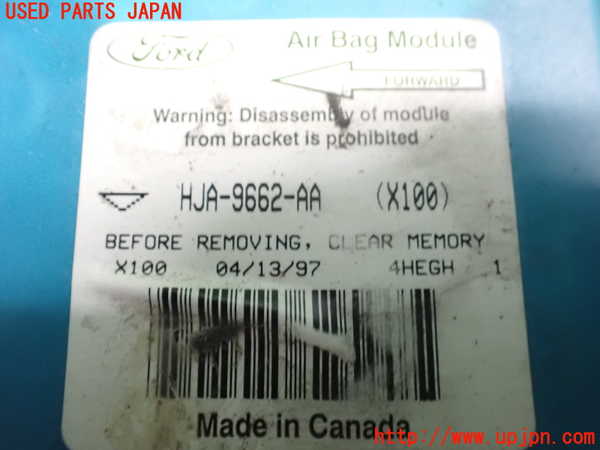 USED PARTS JAPAN
Ford
Air Bag Module
FORWARD
Warning: Disassembly of module
from bracket is prohibited
HJA-9662-AA (X100)
BEFORE REMOVING, CLEAR MEMORY
X100 04/13/97 4HEGH 1
Made in Canada
http://www.upjpn.com/